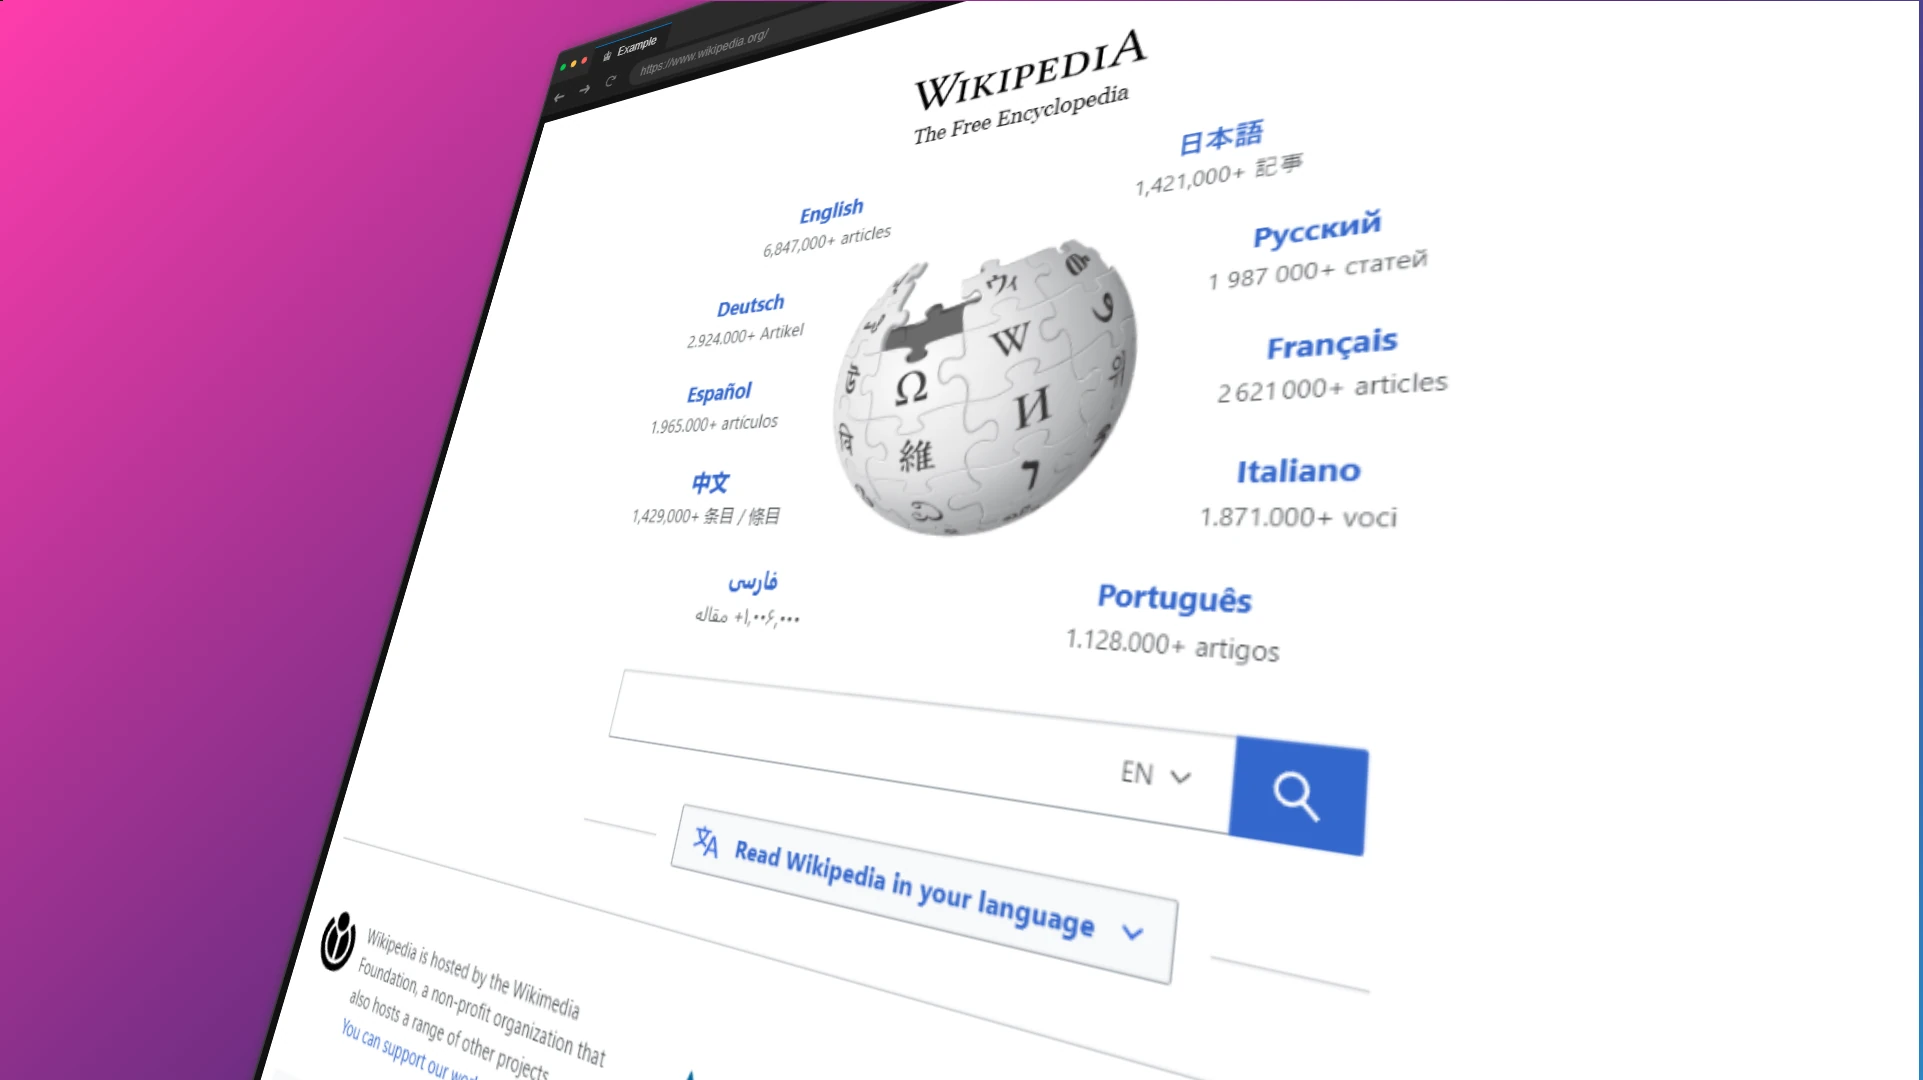 Example
https://www.wikipedia.org/
WIKIPEDIA
The Free Encyclopedia
日本語
1,421,000+ 記事
English
6,847,000+ articles
Русский
1 987 000+ статей
Deutsch
2.924.000+ Artikel
Français
2 621 000+ articles
Español
1.965.000+ artículos
Italiano
1.871.000+ voci
中文
1,429,000+ 条目 / 條目
فارسی
۱,۰۰۶,۰۰۰+ مقاله
Português
1.128.000+ artigos
Ω
W
И
維
EN
Read Wikipedia in your language
Wikipedia is hosted by the Wikimedia
Foundation, a non-profit organization that
also hosts a range of other projects.
You can support our